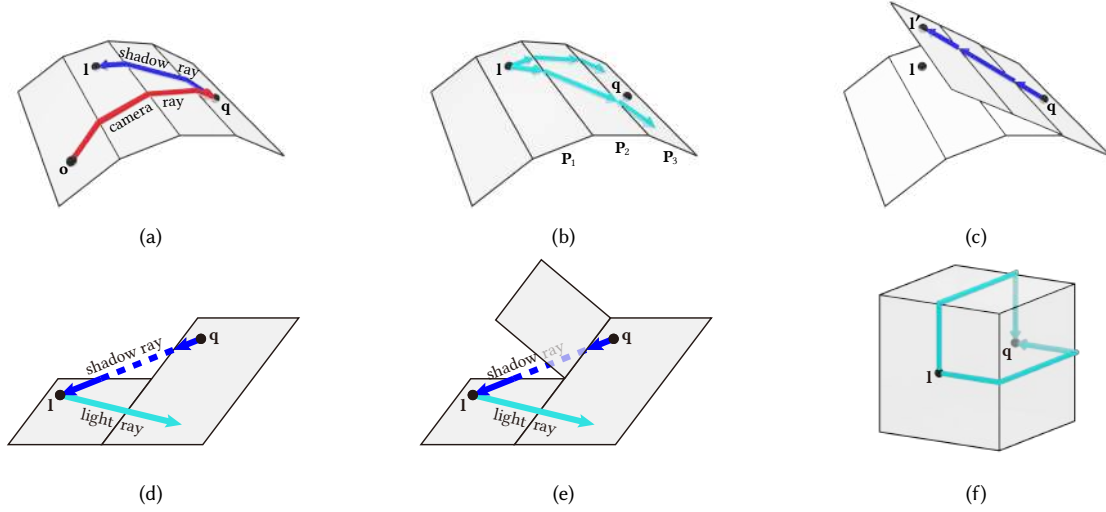 l
shadow ray
q
camera ray
o
(a)
l
q
P1
P2
P3
(b)
l′
l
q
(c)
shadow ray
q
l
light ray
(d)
shadow ray
q
l
light ray
(e)
l
q
(f)